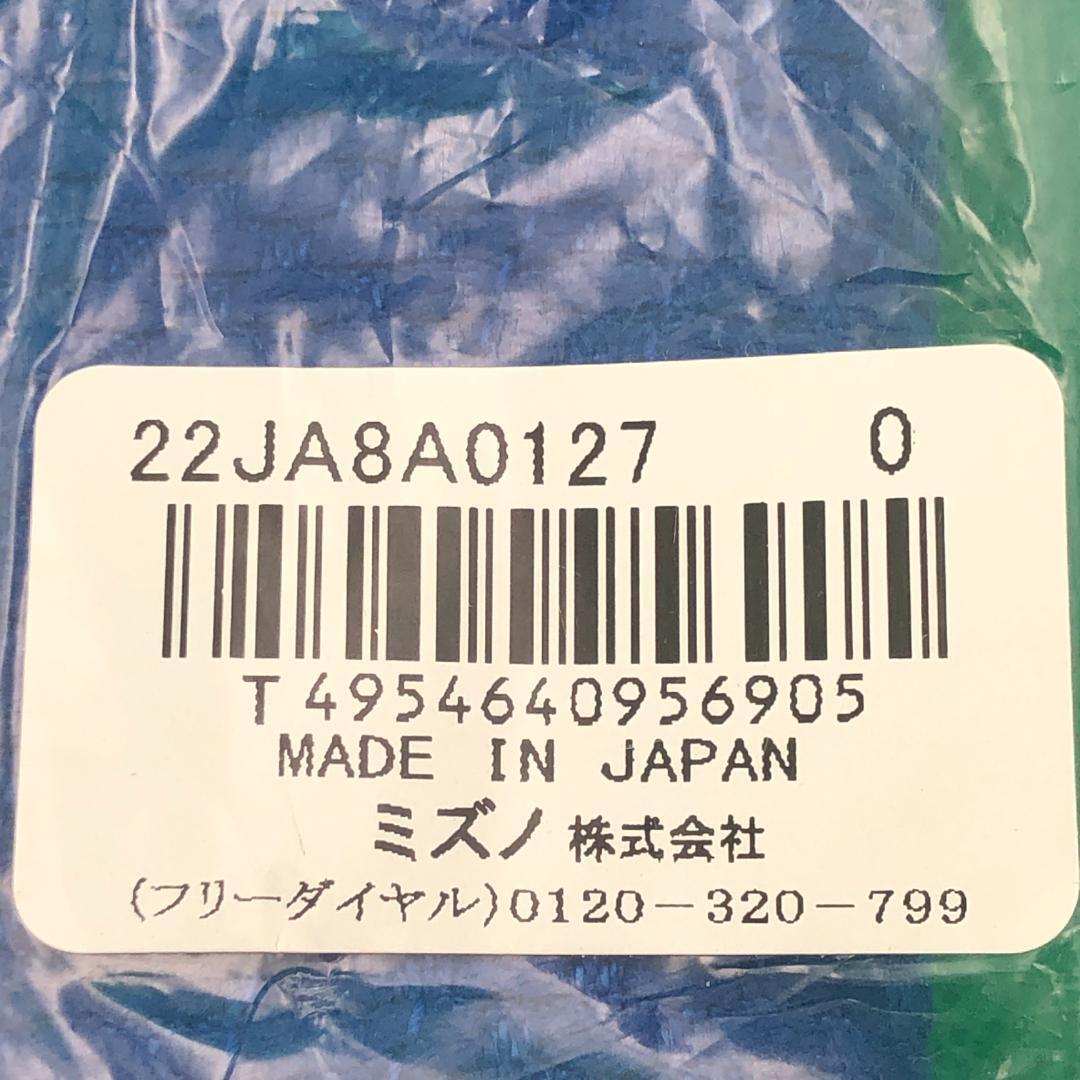 22JA8A0127 0
T4954640956905
MADE IN JAPAN
ミズノ 株式会社
(フリーダイヤル)0120－320－799